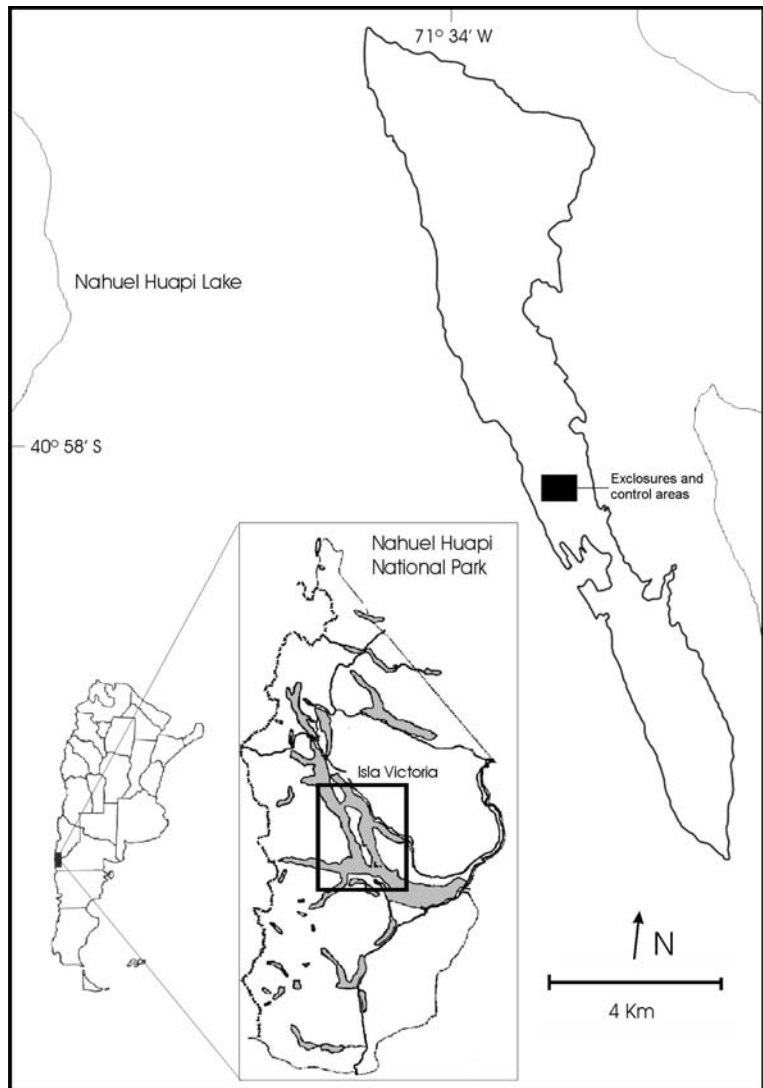 71° 34’ W
Nahuel Huapi Lake
40° 58’ S
Exclosures and
control areas
Nahuel Huapi
National Park
Isla Victoria
N
4 Km